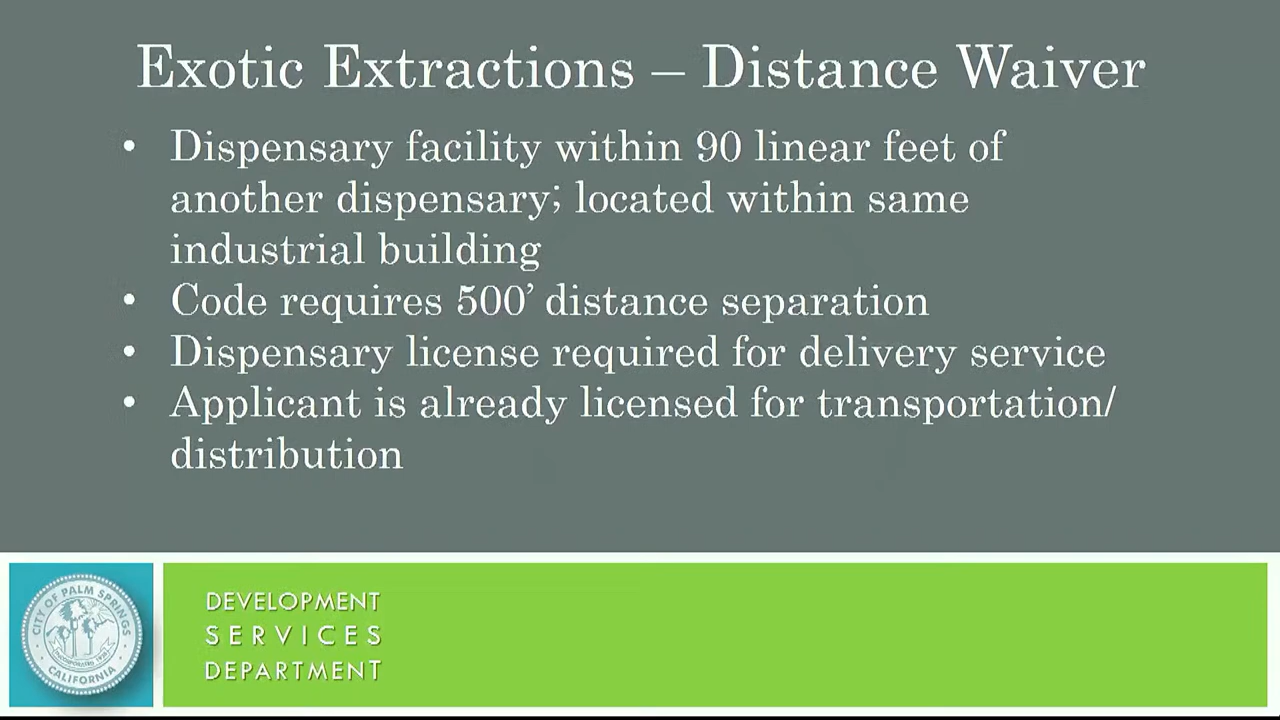 Exotic Extractions – Distance Waiver
• Dispensary facility within 90 linear feet of
another dispensary; located within same
industrial building
• Code requires 500’ distance separation
• Dispensary license required for delivery service
• Applicant is already licensed for transportation/
distribution
CITY OF PALM SPRINGS
CALIFORNIA
DEVELOPMENT
SERVICES
DEPARTMENT